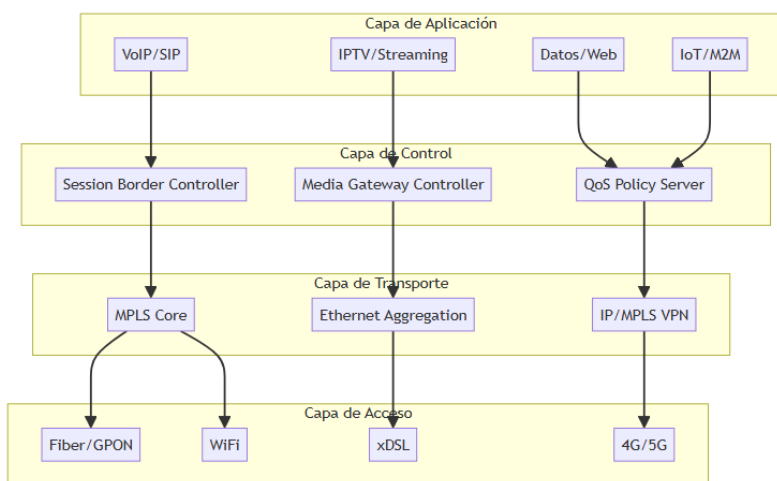 Capa de Aplicación
VoIP/SIP
IPTV/Streaming
Datos/Web
IoT/M2M
Capa de Control
Session Border Controller
Media Gateway Controller
QoS Policy Server
Capa de Transporte
MPLS Core
Ethernet Aggregation
IP/MPLS VPN
Capa de Acceso
Fiber/GPON
WiFi
xDSL
4G/5G